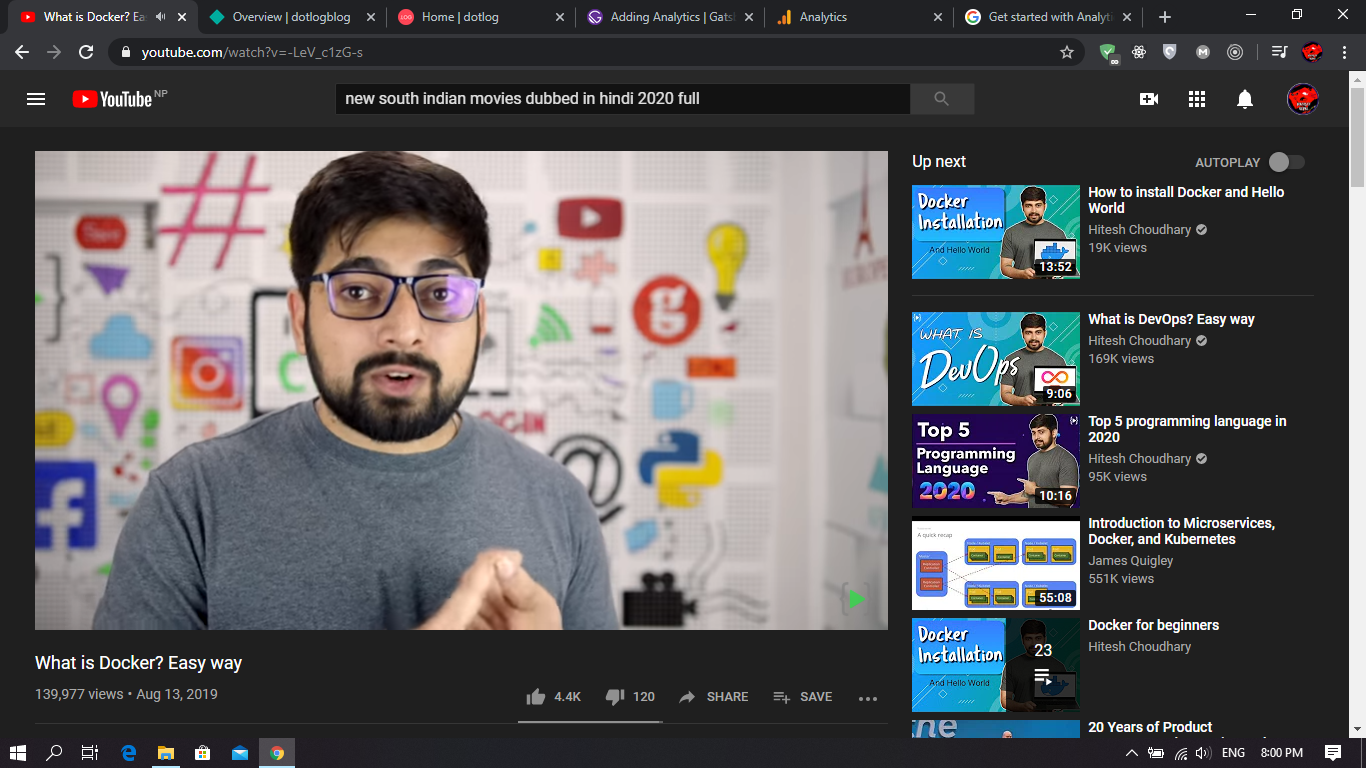 What is Docker? Ea
Overview | dotlogblog
Home | dotlog
Adding Analytics | Gats
Analytics
Get started with Analyti
youtube.com/watch?v=-LeV_c1zG-s
YouTube NP
new south indian movies dubbed in hindi 2020 full
LOGIN
What is Docker? Easy way
139,977 views • Aug 13, 2019
4.4K
120
SHARE
SAVE
Up next
AUTOPLAY
Docker
Installation
And Hello World
13:52
How to install Docker and Hello
World
Hitesh Choudhary
19K views
WHAT IS
DevOps
9:06
What is DevOps? Easy way
Hitesh Choudhary
169K views
Top 5
Programming
Language
2020
10:16
Top 5 programming language in
2020
Hitesh Choudhary
95K views
A quick recap
55:08
Introduction to Microservices,
Docker, and Kubernetes
James Quigley
551K views
Docker
Installation
And Hello World
23
Docker for beginners
Hitesh Choudhary
the
20 Years of Product
ENG
8:00 PM